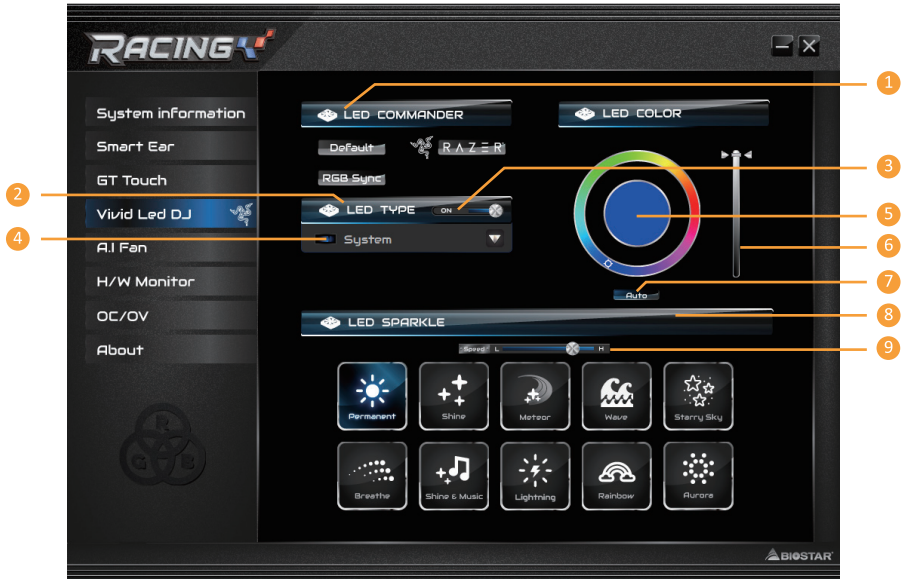 RACING
System information
Smart Ear
GT Touch
Vivid Led DJ
A.I Fan
H/W Monitor
OC/OV
About
R
G B
LED COMMANDER
Default
RAZER
RGB Sync
LED TYPE ON
System
LED COLOR
Auto
LED SPARKLE
Speed L H
Permanent
Shine
Meteor
Wave
Starry Sky
Breathe
Shine & Music
Lightning
Rainbow
Aurora
BIOSTAR
1
2
3
4
5
6
7
8
9